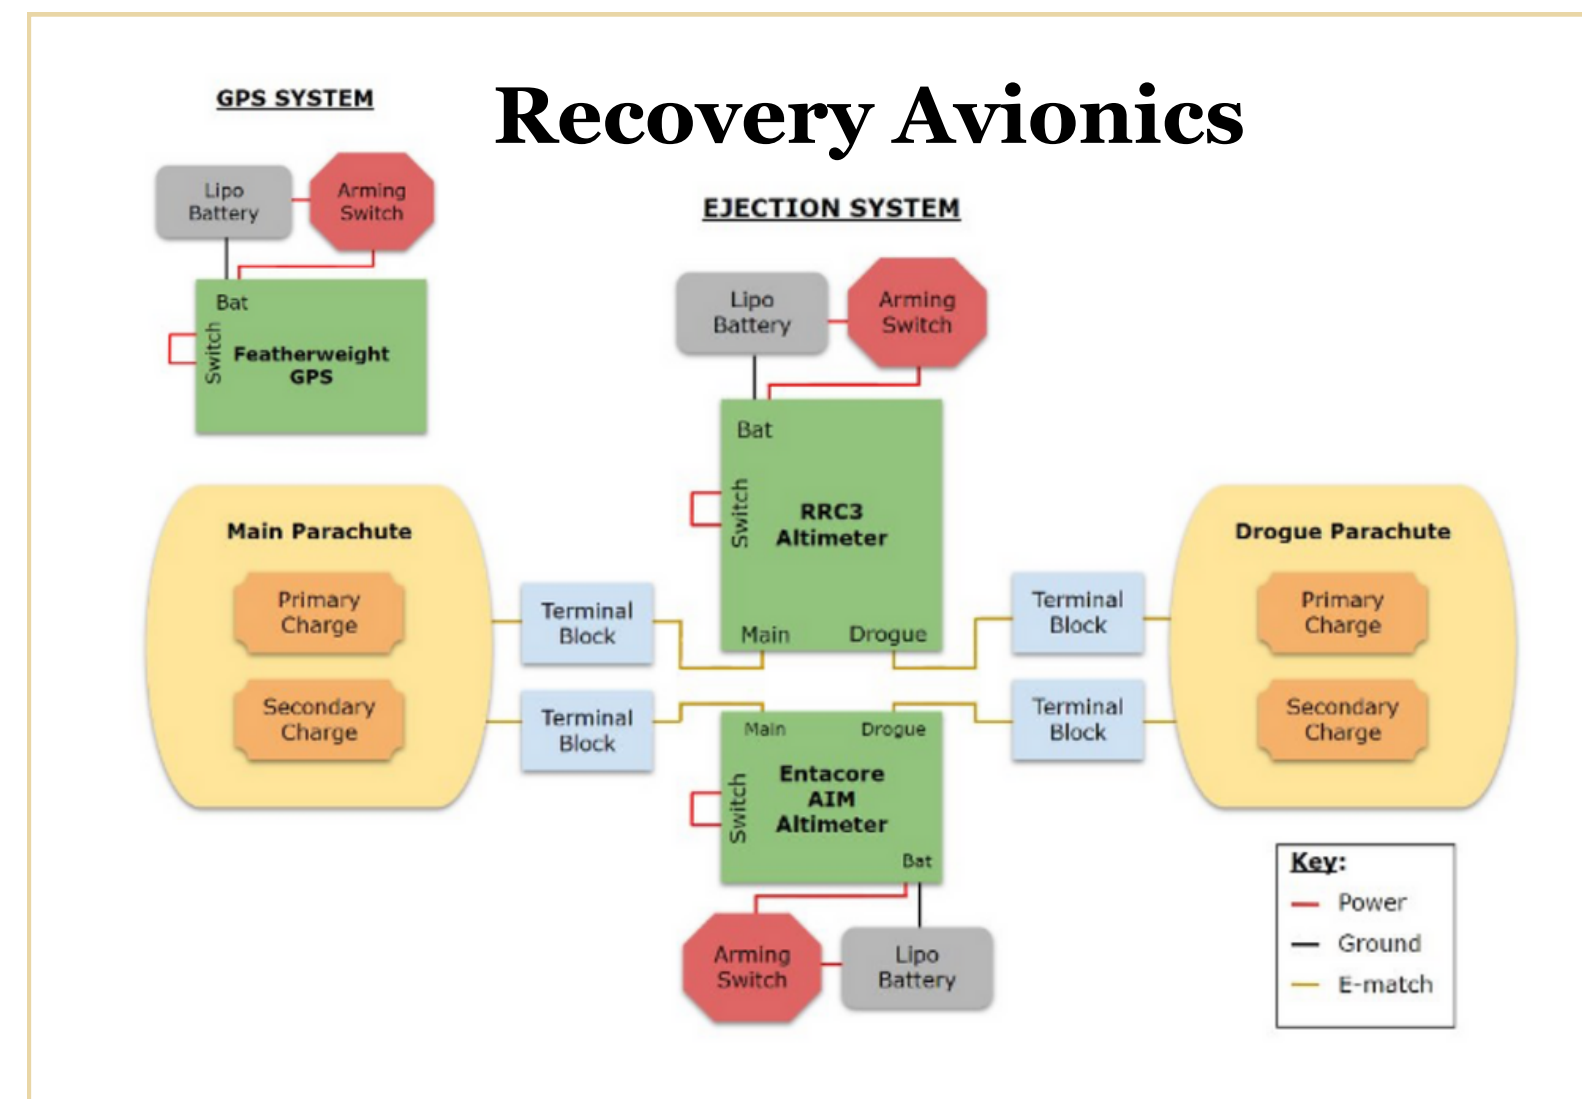 Recovery Avionics
GPS SYSTEM
Lipo
Battery
Arming
Switch
Bat
Switch
Featherweight
GPS
EJECTION SYSTEM
Lipo
Battery
Arming
Switch
Bat
Switch
RRC3
Altimeter
Main
Drogue
Main Parachute
Primary
Charge
Secondary
Charge
Terminal
Block
Terminal
Block
Terminal
Block
Terminal
Block
Drogue Parachute
Primary
Charge
Secondary
Charge
Main
Drogue
Switch
Entacore
AIM
Altimeter
Bat
Arming
Switch
Lipo
Battery
Key:
Power
Ground
E-match